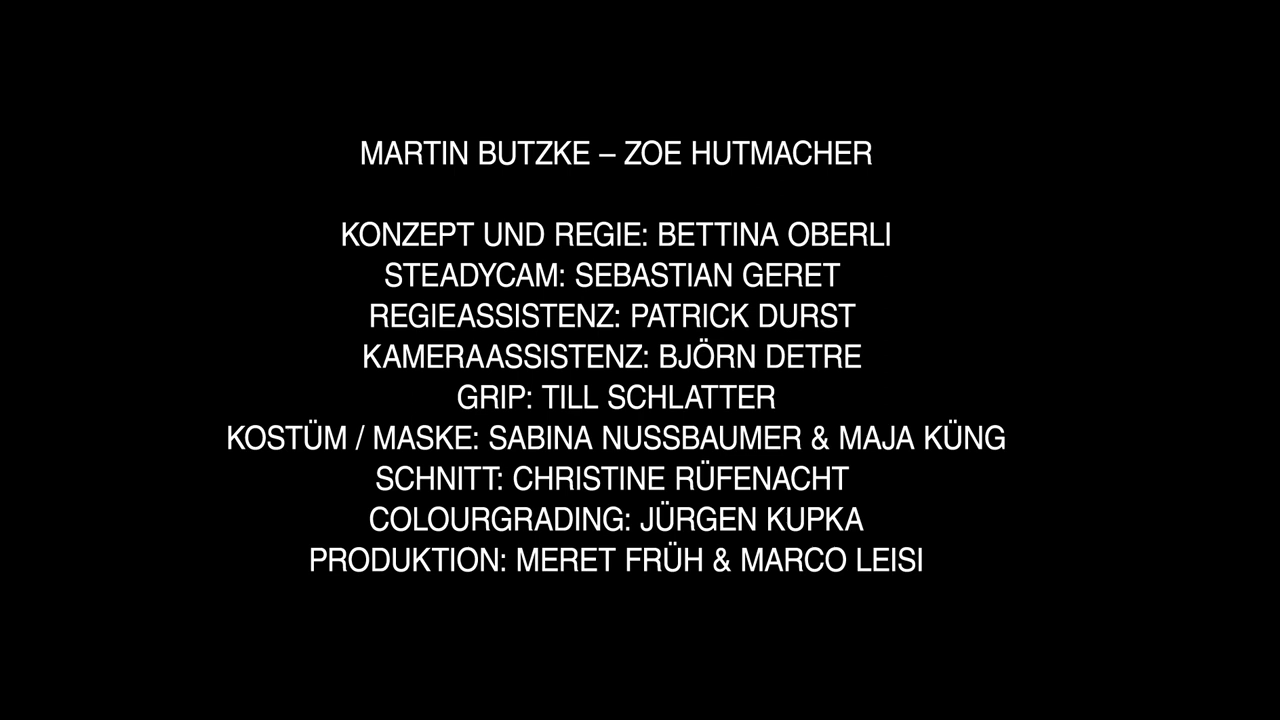 MARTIN BUTZKE – ZOE HUTMACHER
KONZEPT UND REGIE: BETTINA OBERLI
STEADYCAM: SEBASTIAN GERET
REGIEASSISTENZ: PATRICK DURST
KAMERAASSISTENZ: BJÖRN DETRE
GRIP: TILL SCHLATTER
KOSTÜM / MASKE: SABINA NUSSBAUMER & MAJA KÜNG
SCHNITT: CHRISTINE RÜFENACHT
COLOURGRADING: JÜRGEN KUPKA
PRODUKTION: MERET FRÜH & MARCO LEISI